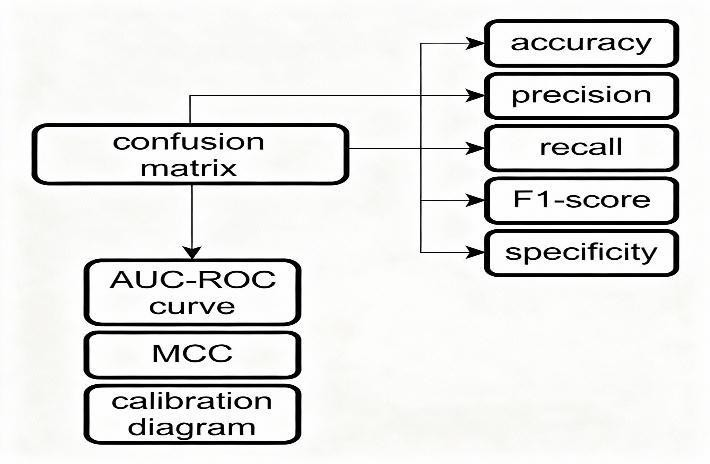 accuracy
precision
confusion
matrix
recall
F1-score
specificity
AUC-ROC
curve
MCC
calibration
diagram